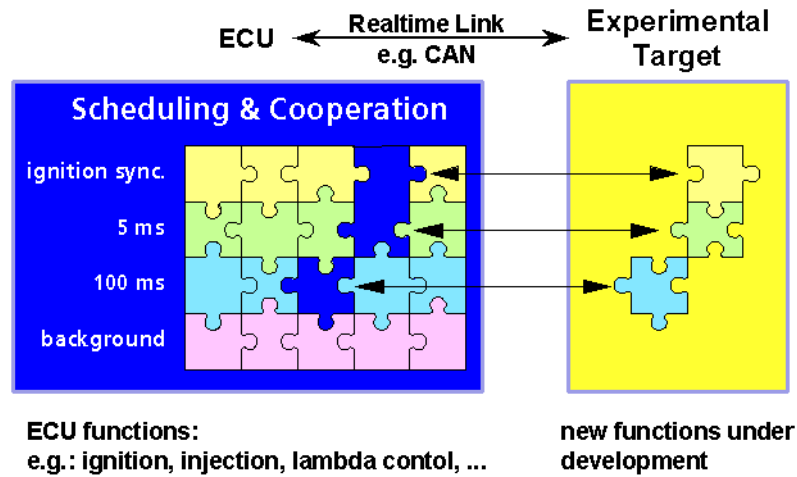 ECU
Realtime Link
e.g. CAN
Experimental
Target
Scheduling & Cooperation
ignition sync.
5 ms
100 ms
background
ECU functions:
e.g.: ignition, injection, lambda contol, ...
new functions under
development